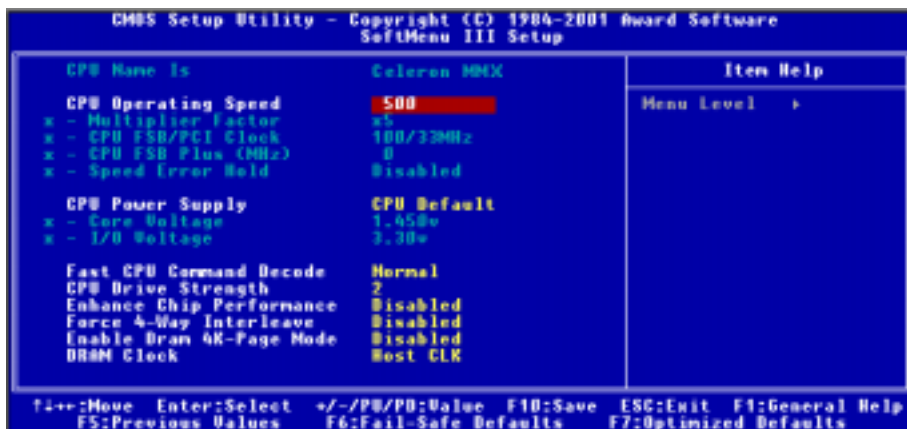 CMOS Setup Utility - Copyright (C) 1984-2001 Award Software
SoftMenu III Setup
CPU Name Is Celeron MMX
Item Help
CPU Operating Speed 500
Menu Level ▸
x - Multiplier Factor x5
x - CPU FSB/PCI Clock 100/33MHz
x - CPU FSB Plus (MHz) 0
x - Speed Error Hold Disabled
CPU Power Supply CPU Default
x - Core Voltage 1.450v
x - I/O Voltage 3.30v
Fast CPU Command Decode Normal
CPU Drive Strength 2
Enhance Chip Performance Disabled
Force 4-Way Interleave Disabled
Enable Dram 4K-Page Mode Disabled
DRAM Clock Host CLK
↑↓→←:Move Enter:Select +/-/PU/PD:Value F10:Save ESC:Exit F1:General Help
F5:Previous Values F6:Fail-Safe Defaults F7:Optimized Defaults